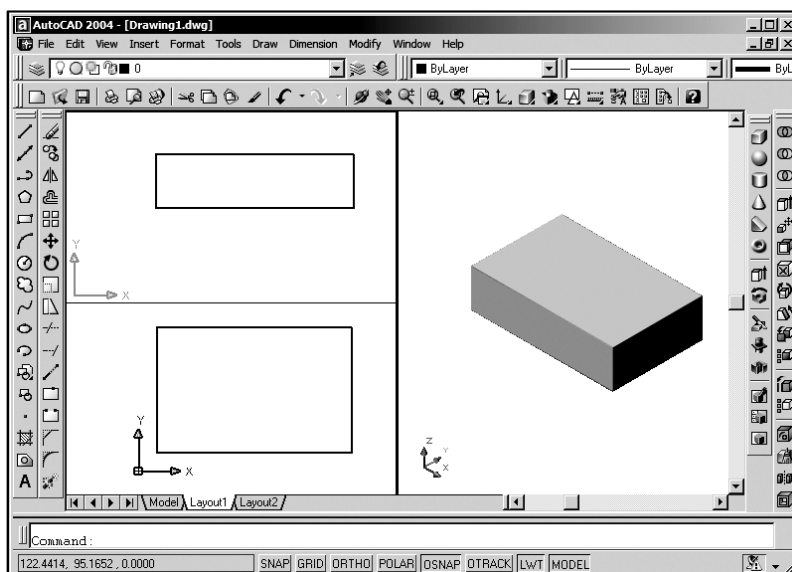 AutoCAD 2004 - [Drawing1.dwg]
File Edit View Insert Format Tools Draw Dimension Modify Window Help
0 ByLayer ByLayer ByL
Y
X
Y
X
Z
Y
X
Model Layout1 Layout2
Command:
122.4414, 95.1652, 0.0000 SNAP GRID ORTHO POLAR OSNAP OTRACK LWT MODEL